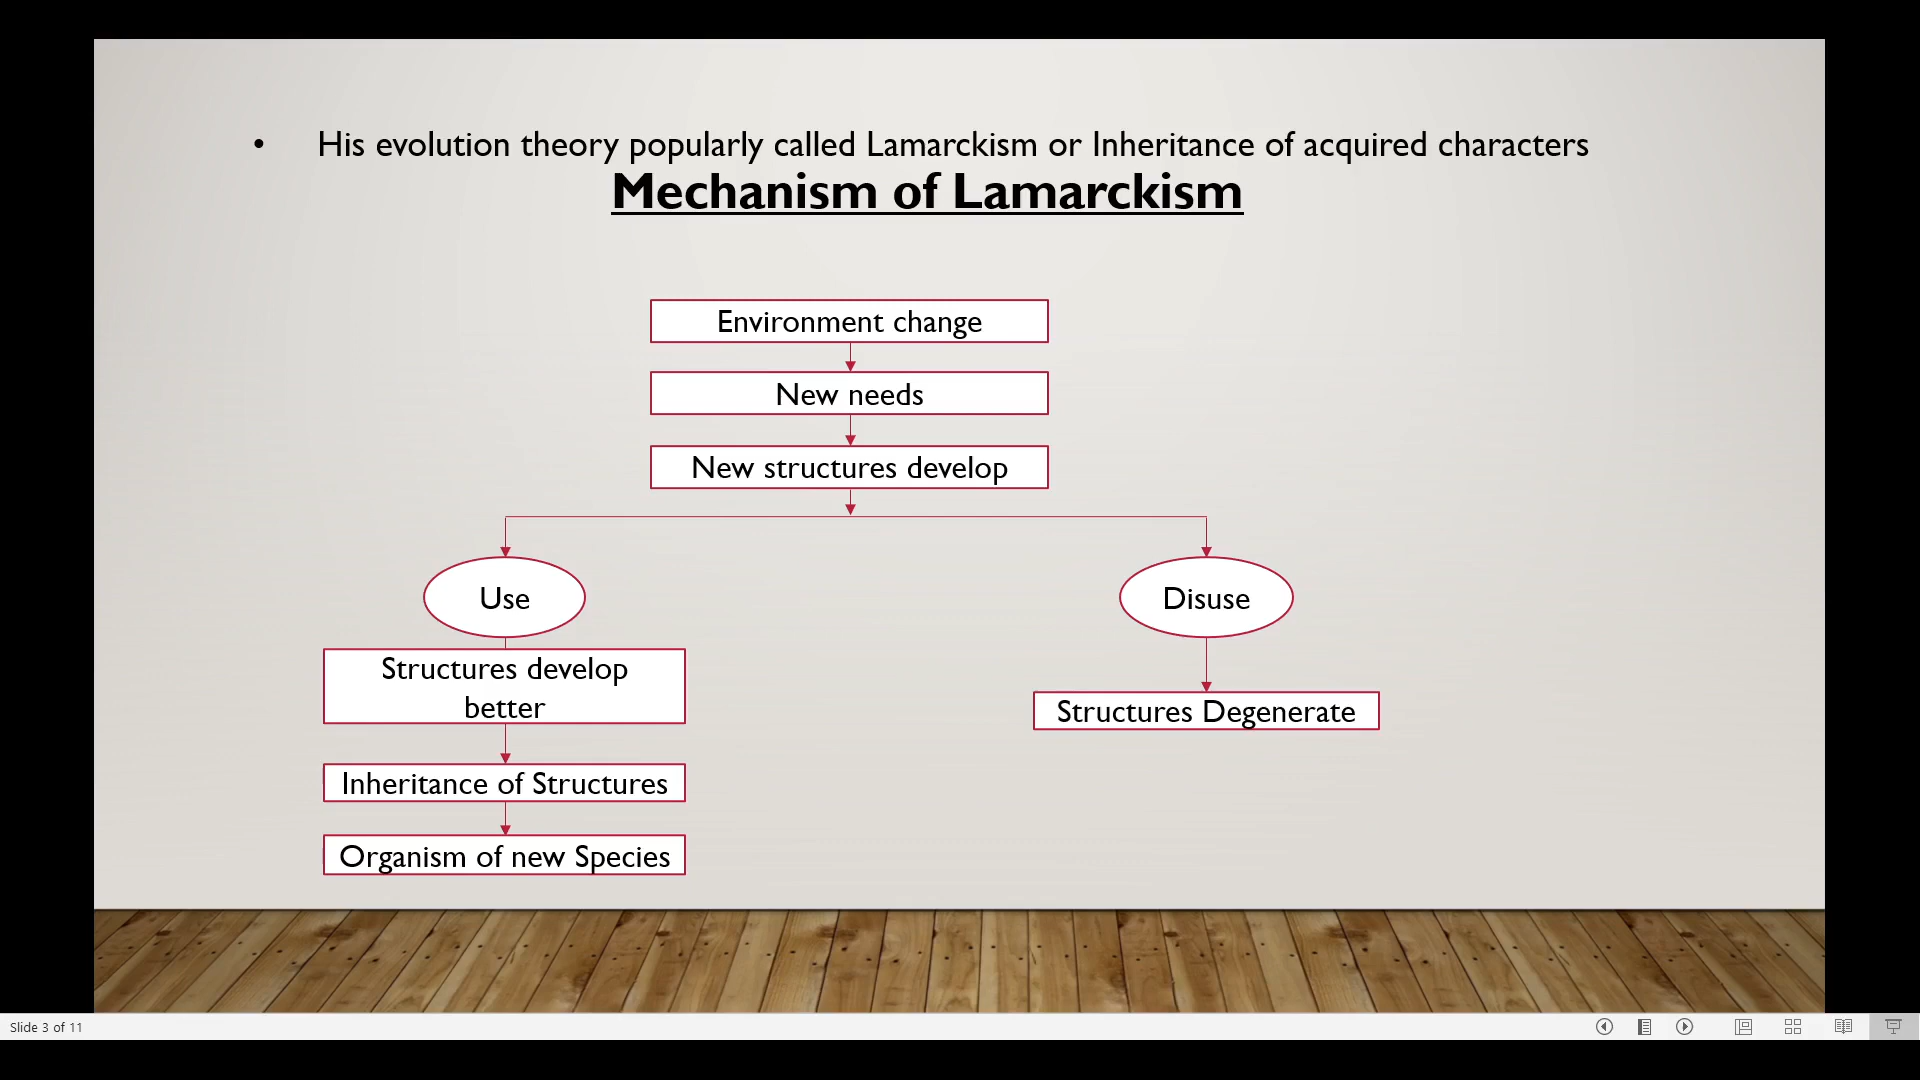 • His evolution theory popularly called Lamarckism or Inheritance of acquired characters
Mechanism of Lamarckism
Environment change
New needs
New structures develop
Use
Disuse
Structures develop
better
Structures Degenerate
Inheritance of Structures
Organism of new Species
Slide 3 of 11